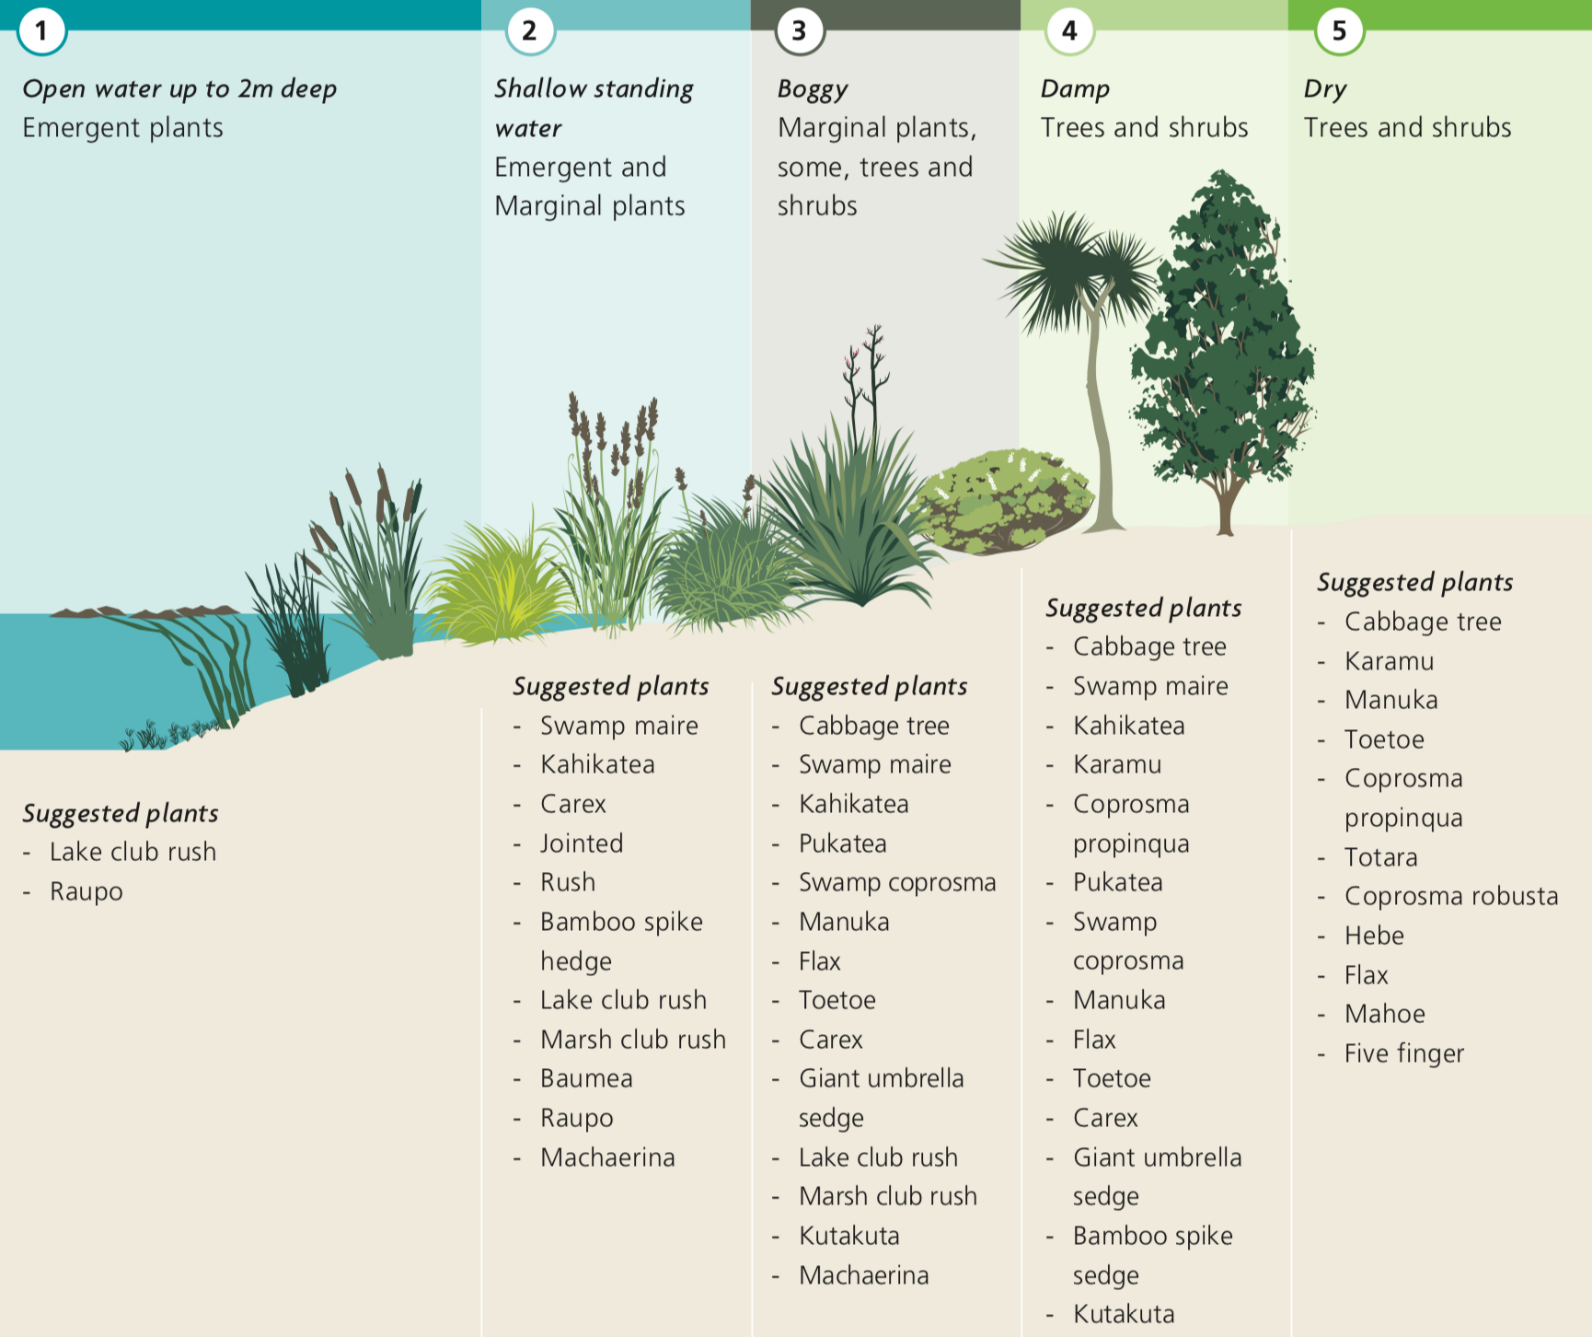 1
Open water up to 2m deep
Emergent plants
Suggested plants
- Lake club rush
- Raupo
2
Shallow standing
water
Emergent and
Marginal plants
Suggested plants
- Swamp maire
- Kahikatea
- Carex
- Jointed
- Rush
- Bamboo spike
hedge
- Lake club rush
- Marsh club rush
- Baumea
- Raupo
- Machaerina
3
Boggy
Marginal plants,
some, trees and
shrubs
Suggested plants
- Cabbage tree
- Swamp maire
- Kahikatea
- Pukatea
- Swamp coprosma
- Manuka
- Flax
- Toetoe
- Carex
- Giant umbrella
sedge
- Lake club rush
- Marsh club rush
- Kutakuta
- Machaerina
4
Damp
Trees and shrubs
Suggested plants
- Cabbage tree
- Swamp maire
- Kahikatea
- Karamu
- Coprosma
propinqua
- Pukatea
- Swamp
coprosma
- Manuka
- Flax
- Toetoe
- Carex
- Giant umbrella
sedge
- Bamboo spike
sedge
- Kutakuta
5
Dry
Trees and shrubs
Suggested plants
- Cabbage tree
- Karamu
- Manuka
- Toetoe
- Coprosma
propinqua
- Totara
- Coprosma robusta
- Hebe
- Flax
- Mahoe
- Five finger